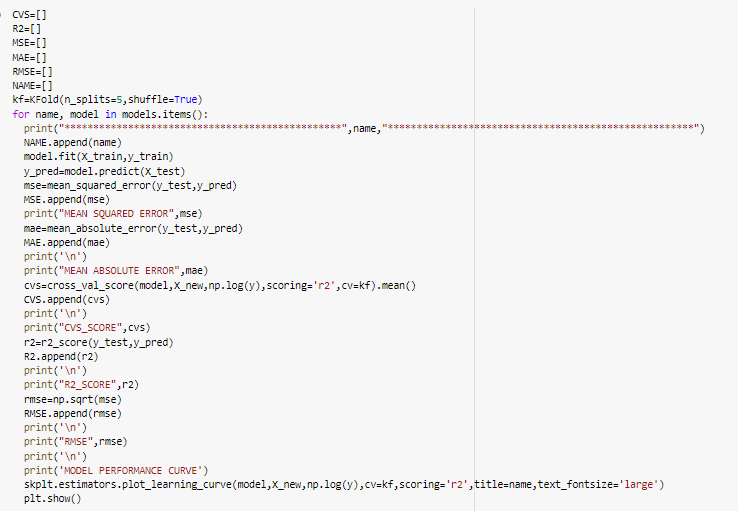 CVS=[]
R2=[]
MSE=[]
MAE=[]
RMSE=[]
NAME=[]
kf=KFold(n_splits=5,shuffle=True)
for name, model in models.items():
  print("************************************************",name,"*****************************************************")
  NAME.append(name)
  model.fit(X_train,y_train)
  y_pred=model.predict(X_test)
  mse=mean_squared_error(y_test,y_pred)
  MSE.append(mse)
  print("MEAN SQUARED ERROR",mse)
  mae=mean_absolute_error(y_test,y_pred)
  MAE.append(mae)
  print('\n')
  print("MEAN ABSOLUTE ERROR",mae)
  cvs=cross_val_score(model,X_new,np.log(y),scoring='r2',cv=kf).mean()
  CVS.append(cvs)
  print('\n')
  print("CVS_SCORE",cvs)
  r2=r2_score(y_test,y_pred)
  R2.append(r2)
  print('\n')
  print("R2_SCORE",r2)
  rmse=np.sqrt(mse)
  RMSE.append(rmse)
  print('\n')
  print("RMSE",rmse)
  print('\n')
  print('MODEL PERFORMANCE CURVE')
  skplt.estimators.plot_learning_curve(model,X_new,np.log(y),cv=kf,scoring='r2',title=name,text_fontsize='large')
  plt.show()